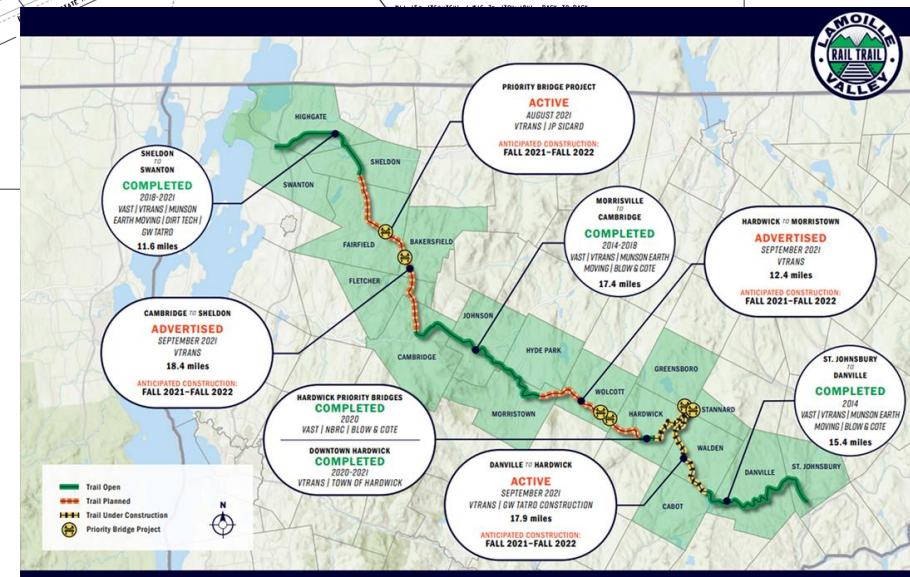 LAMOILLE
RAIL TRAIL
VALLEY
PRIORITY BRIDGE PROJECT
ACTIVE
AUGUST 2021
VTRANS | JP SICARD
ANTICIPATED CONSTRUCTION:
FALL 2021–FALL 2022
HIGHGATE
SHELDON
SWANTON
SHELDON
TO
SWANTON
COMPLETED
2018-2021
VAST | VTRANS | MUNSON
EARTH MOVING | DIRT TECH |
GW TATRO
11.6 miles
MORRISVILLE
TO
CAMBRIDGE
COMPLETED
2014-2018
VAST | VTRANS | MUNSON EARTH
MOVING | BLOW & COTE
17.4 miles
HARDWICK TO MORRISTOWN
ADVERTISED
SEPTEMBER 2021
VTRANS
12.4 miles
ANTICIPATED CONSTRUCTION:
FALL 2021–FALL 2022
FAIRFIELD
BAKERSFIELD
FLETCHER
CAMBRIDGE TO SHELDON
ADVERTISED
SEPTEMBER 2021
VTRANS
18.4 miles
ANTICIPATED CONSTRUCTION:
FALL 2021–FALL 2022
JOHNSON
CAMBRIDGE
HYDE PARK
MORRISTOWN
WOLCOTT
GREENSBORO
HARDWICK
STANNARD
WALDEN
CABOT
DANVILLE
ST. JOHNSBURY
ST. JOHNSBURY
TO
DANVILLE
COMPLETED
2014
VAST | VTRANS | MUNSON EARTH
MOVING | BLOW & COTE
15.4 miles
HARDWICK PRIORITY BRIDGES
COMPLETED
2020
VAST | NBRC | BLOW & COTE
DOWNTOWN HARDWICK
COMPLETED
2020-2021
VTRANS | TOWN OF HARDWICK
DANVILLE TO HARDWICK
ACTIVE
SEPTEMBER 2021
VTRANS | GW TATRO CONSTRUCTION
17.9 miles
ANTICIPATED CONSTRUCTION:
FALL 2021–FALL 2022
Trail Open
Trail Planned
Trail Under Construction
Priority Bridge Project
N